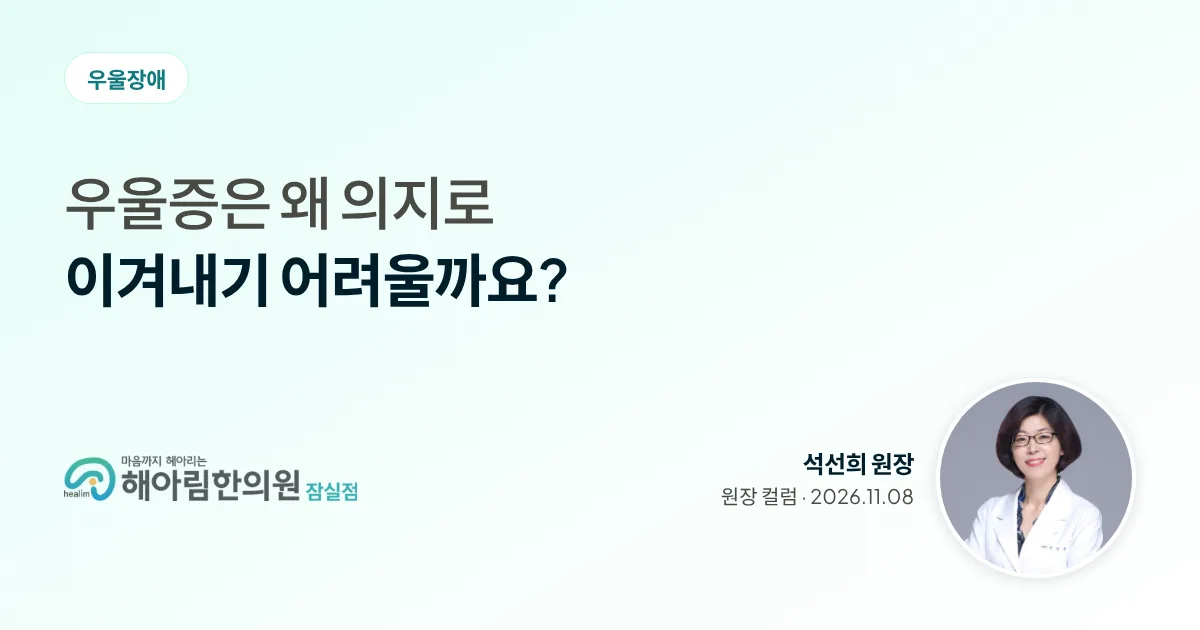 우울장애
우울증은 왜 의지로
이겨내기 어려울까요?
마음까지 헤아리는
healim
해아림한의원 잠실점
석선희 원장
원장 컬럼 · 2026.11.08